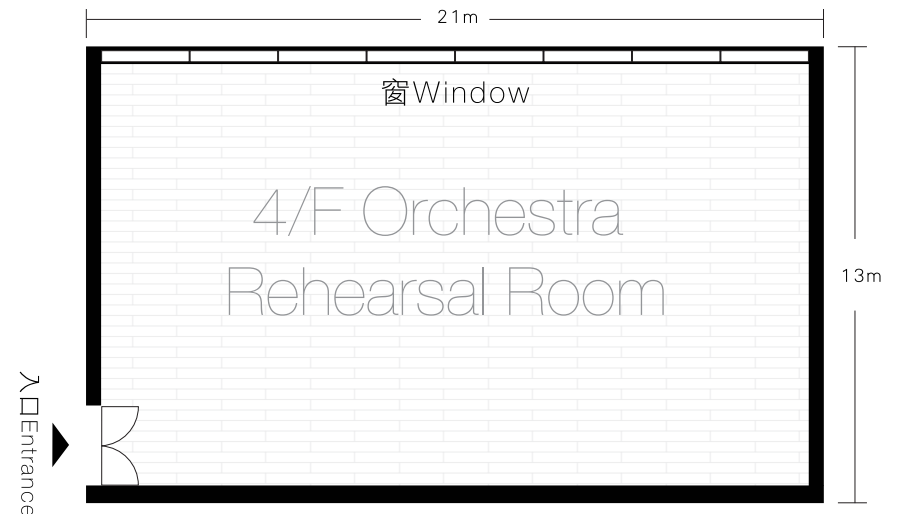 21m
窗Window
4/F Orchestra
Rehearsal Room
13m
入口Entrance